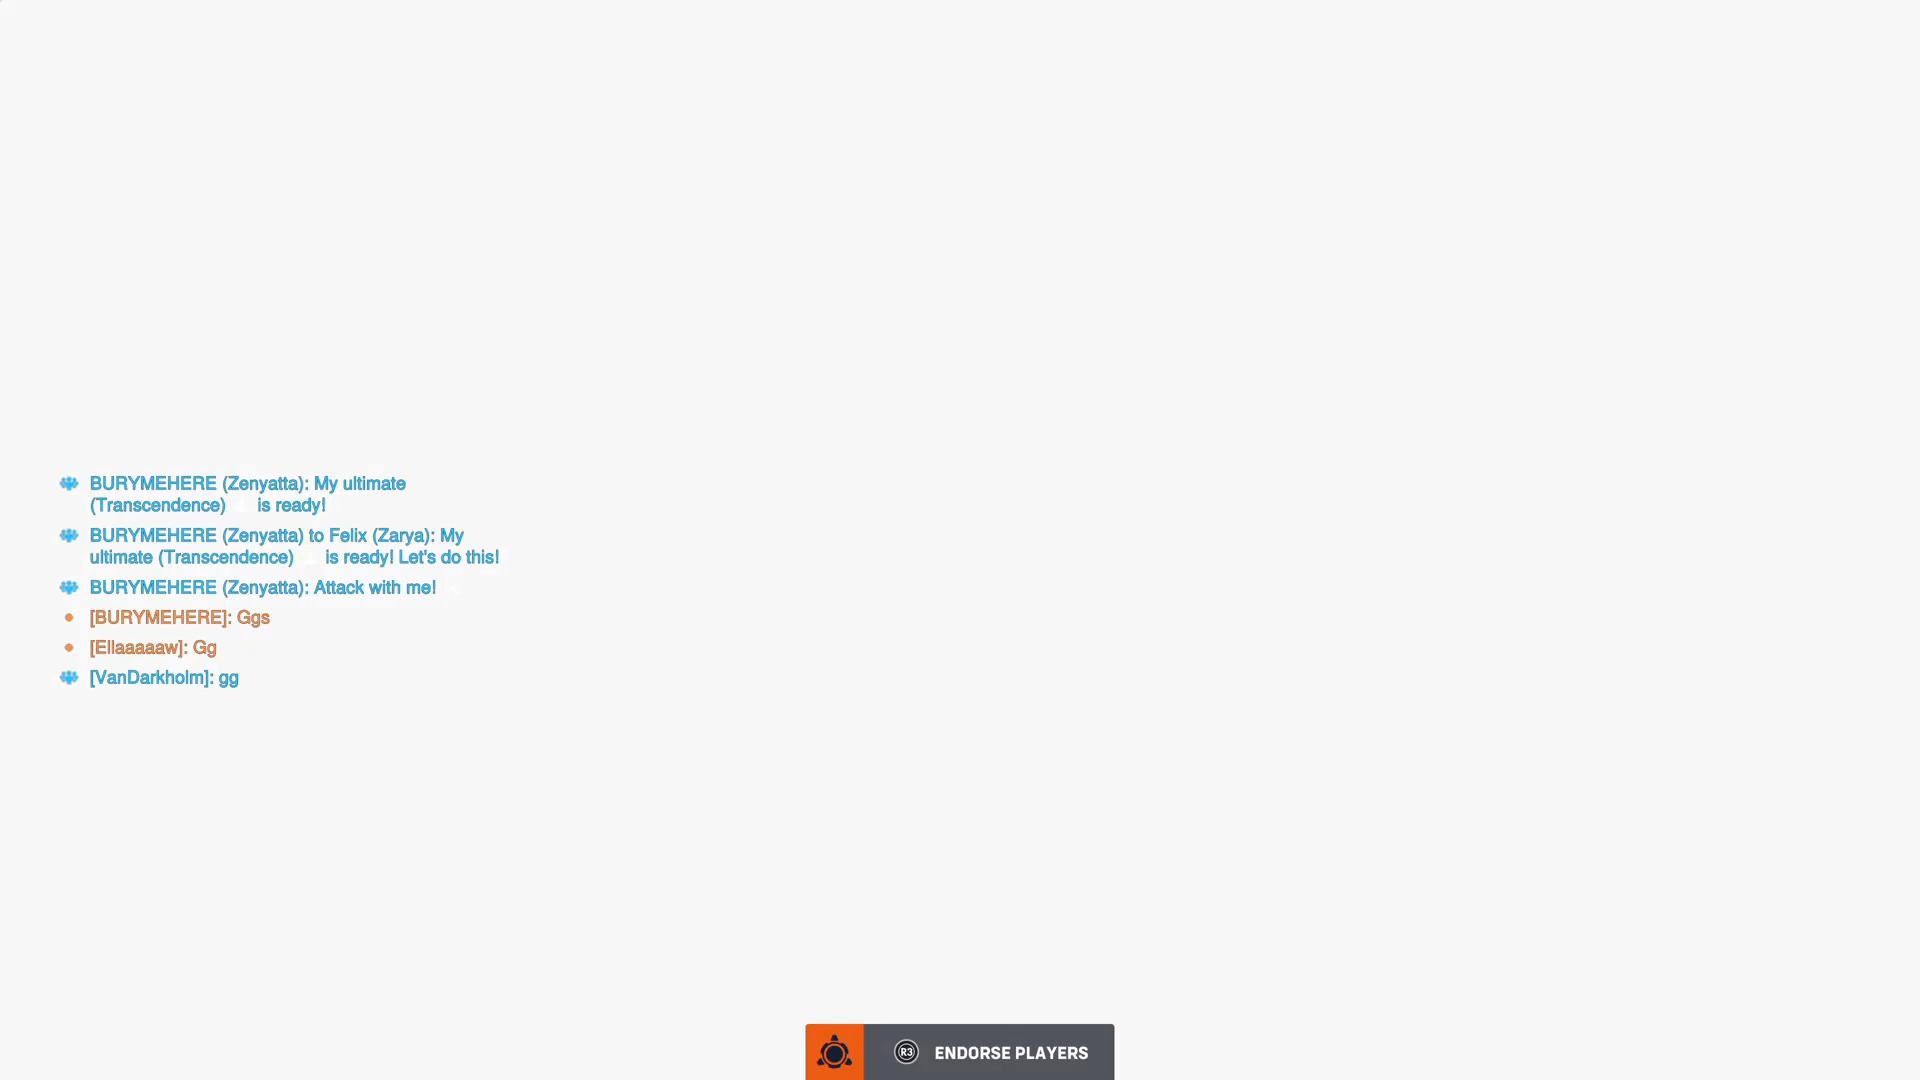 BURYMEHERE (Zenyatta): My ultimate
(Transcendence) is ready!
BURYMEHERE (Zenyatta) to Felix (Zarya): My
ultimate (Transcendence) is ready! Let's do this!
BURYMEHERE (Zenyatta): Attack with me!
[BURYMEHERE]: Ggs
[Ellaaaaaw]: Gg
[VanDarkholm]: gg
R3 ENDORSE PLAYERS